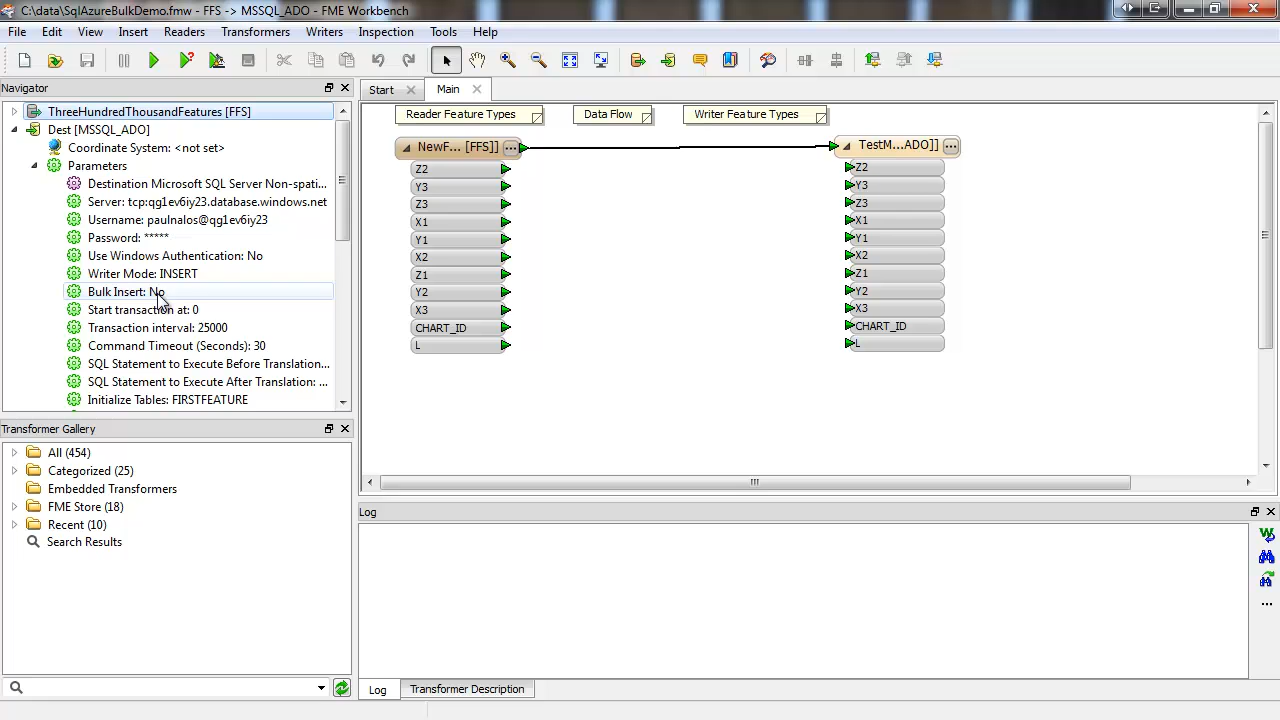 C:\data\SqlAzureBulkDemo.fmw - FFS -> MSSQL_ADO - FME Workbench
File Edit View Insert Readers Transformers Writers Inspection Tools Help
Navigator
ThreeHundredThousandFeatures [FFS]
Dest [MSSQL_ADO]
Coordinate System: <not set>
Parameters
Destination Microsoft SQL Server Non-spati...
Server: tcp:qg1ev6iy23.database.windows.net
Username: paulnalos@qg1ev6iy23
Password: *****
Use Windows Authentication: No
Writer Mode: INSERT
Bulk Insert: No
Start transaction at: 0
Transaction interval: 25000
Command Timeout (Seconds): 30
SQL Statement to Execute Before Translation...
SQL Statement to Execute After Translation: ...
Initialize Tables: FIRSTFEATURE
Transformer Gallery
All (454)
Categorized (25)
Embedded Transformers
FME Store (18)
Recent (10)
Search Results
Start Main
Reader Feature Types Data Flow Writer Feature Types
NewF... [FFS]]
Z2
Y3
Z3
X1
Y1
X2
Z1
Y2
X3
CHART_ID
L
TestM...ADO]]
Z2
Y3
Z3
X1
Y1
X2
Z1
Y2
X3
CHART_ID
L
Log
Log Transformer Description